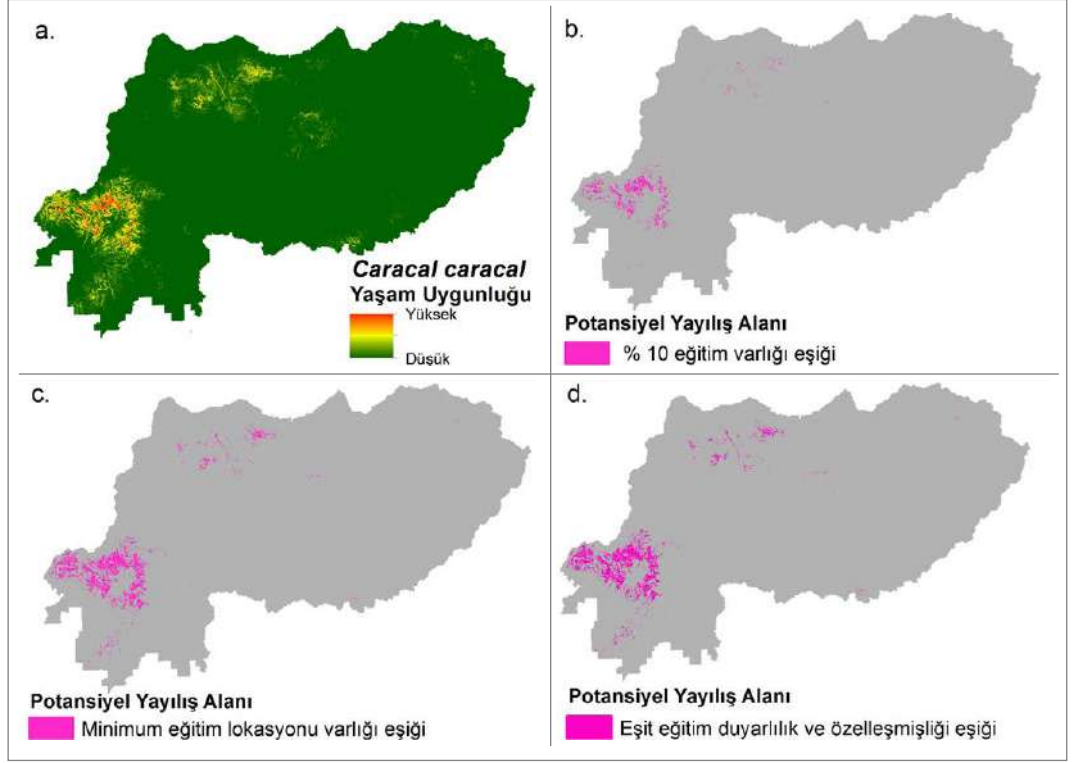 a.
Caracal caracal
Yaşam Uygunluğu
Yüksek
Düşük
b.
Potansiyel Yayılış Alanı
% 10 eğitim varlığı eşiği
c.
Potansiyel Yayılış Alanı
Minimum eğitim lokasyonu varlığı eşiği
d.
Potansiyel Yayılış Alanı
Eşit eğitim duyarlılık ve özelleşmişliği eşiği